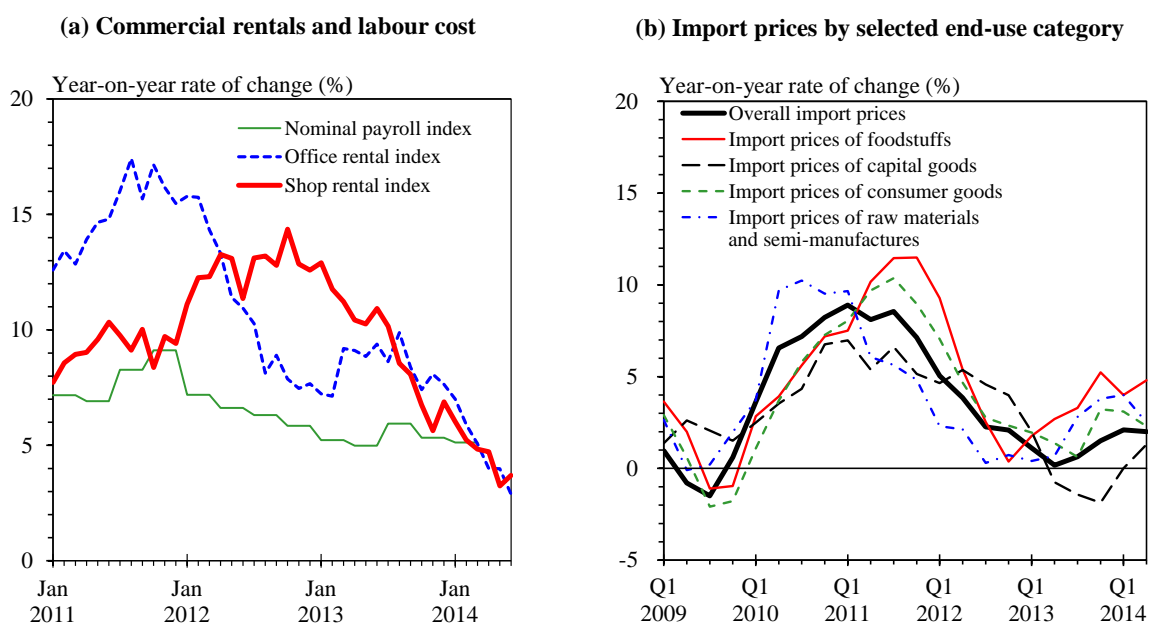 (a) Commercial rentals and labour cost
Year-on-year rate of change (%)
20
15
10
5
0
Nominal payroll index
Office rental index
Shop rental index
Jan
2011
Jan
2012
Jan
2013
Jan
2014
(b) Import prices by selected end-use category
Year-on-year rate of change (%)
20
15
10
5
0
-5
Overall import prices
Import prices of foodstuffs
Import prices of capital goods
Import prices of consumer goods
Import prices of raw materials
and semi-manufactures
Q1
2009
Q1
2010
Q1
2011
Q1
2012
Q1
2013
Q1
2014